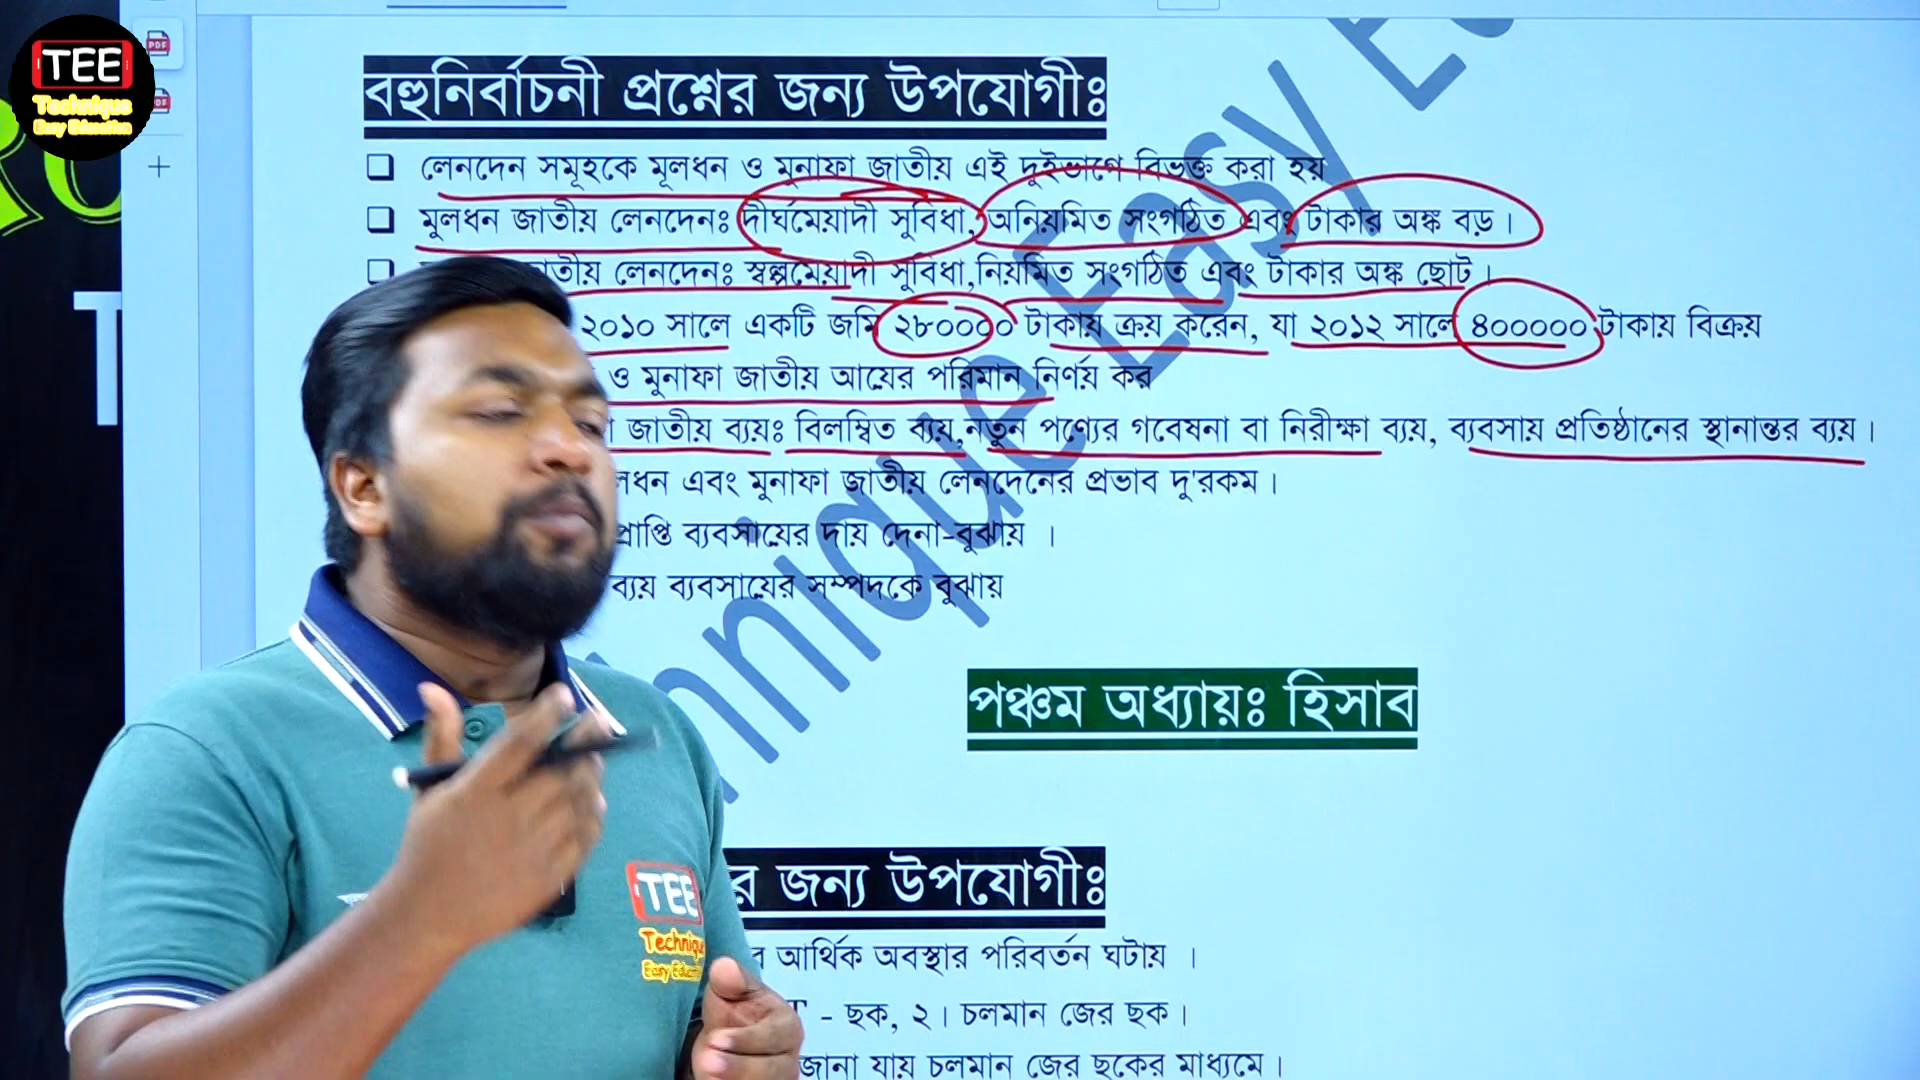 TEE
Technique
Easy Education
বহুনির্বাচনী প্রশ্নের জন্য উপযোগীঃ
লেনদেন সমূহকে মূলধন ও মুনাফা জাতীয় এই দুইভাগে বিভক্ত করা হয়
মুলধন জাতীয় লেনদেনঃ দীর্ঘমেয়াদী সুবিধা, অনিয়মিত সংগঠিত এবং টাকার অঙ্ক বড়।
লেনদেনঃ স্বল্পমেয়াদী সুবিধা,নিয়মিত সংগঠিত এবং টাকার অঙ্ক ছোট।
২০১০ সালে একটি জমি ২৮০০০০ টাকায় ক্রয় করেন, যা ২০১২ সালে ৪০০০০০ টাকায় বিক্রয়
ও মুনাফা জাতীয় আয়ের পরিমান নির্ণয় কর
জাতীয় ব্যয়ঃ বিলম্বিত ব্যয়,নতুন পণ্যের গবেষনা বা নিরীক্ষা ব্যয়, ব্যবসায় প্রতিষ্ঠানের স্থানান্তর ব্যয়।
এবং মুনাফা জাতীয় লেনদেনের প্রভাব দু'রকম।
প্রাপ্তি ব্যবসায়ের দায় দেনা-বুঝায় ।
ব্যয় ব্যবসায়ের সম্পদকে বুঝায়
পঞ্চম অধ্যায়ঃ হিসাব
জন্য উপযোগীঃ
আর্থিক অবস্থার পরিবর্তন ঘটায় ।
- ছক, ২। চলমান জের ছক।
জানা যায় চলমান জের ছকের মাধ্যমে।
TEE